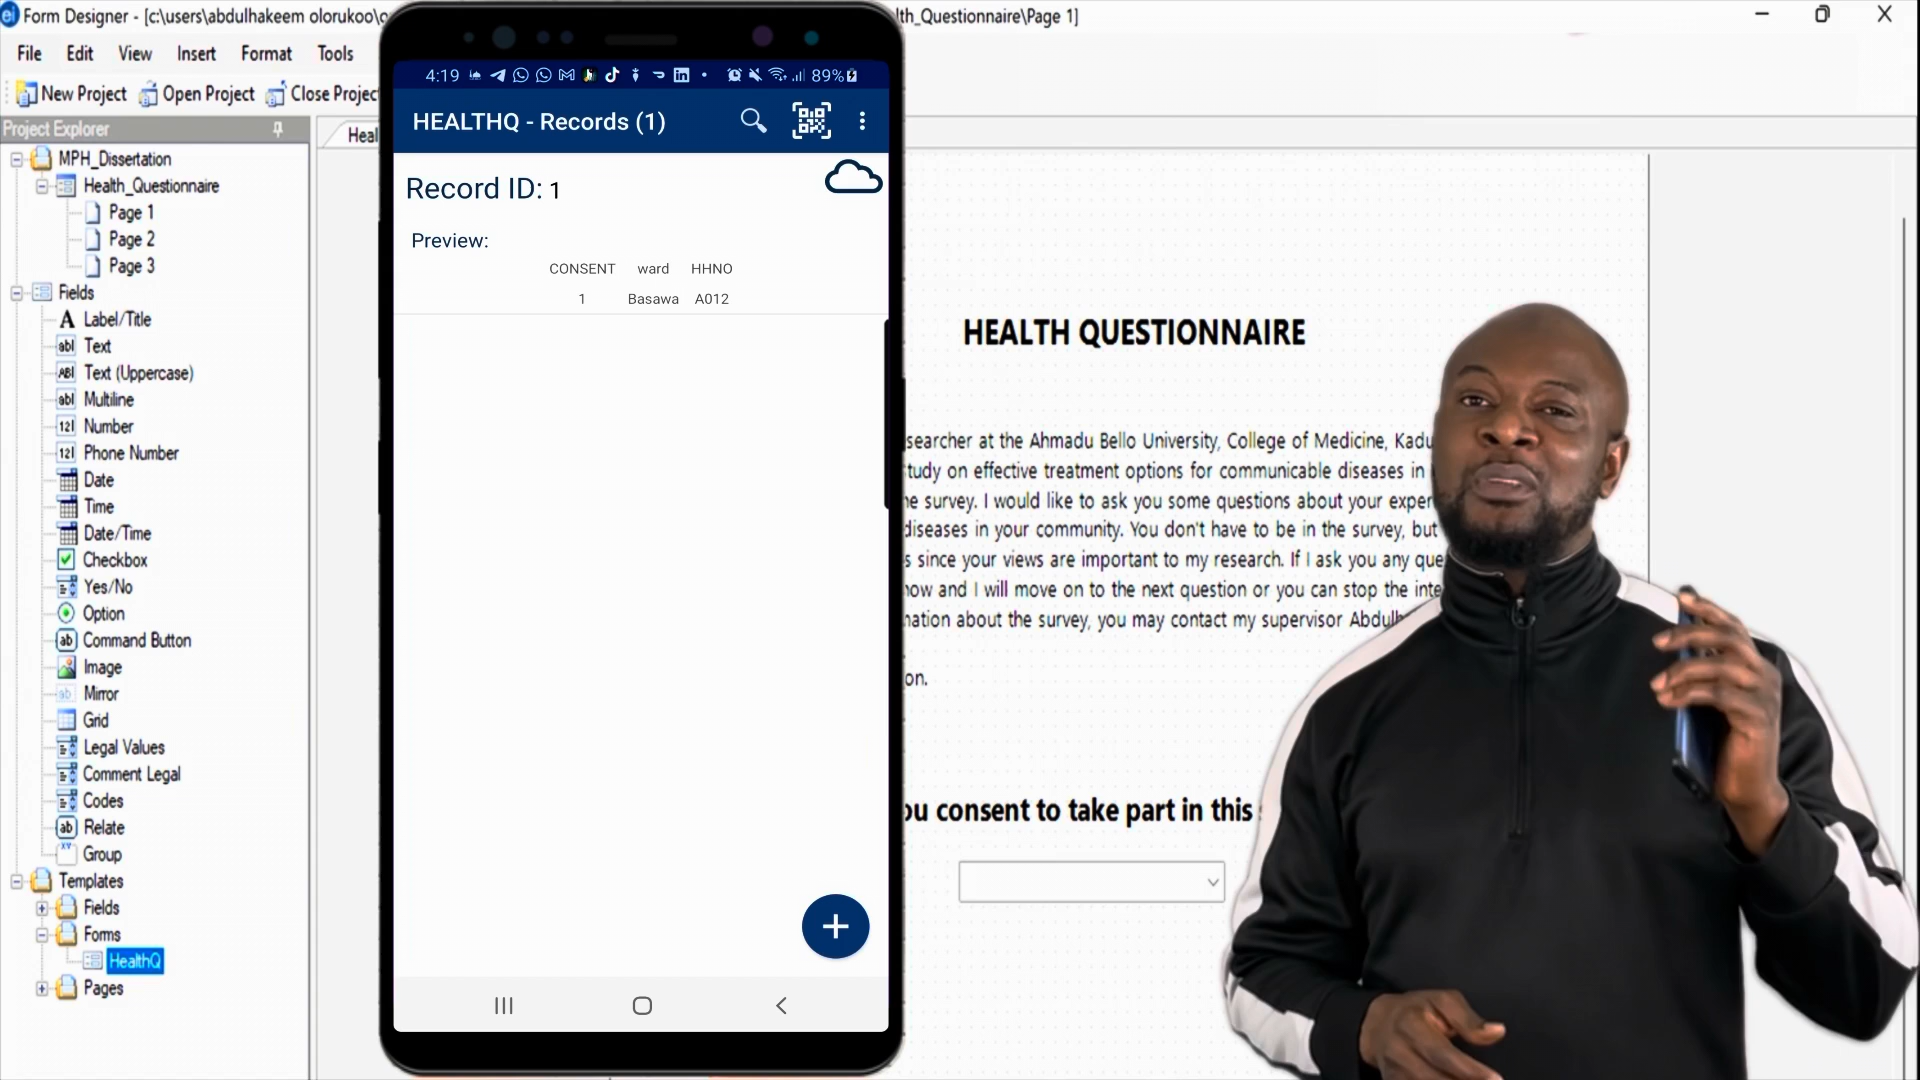 Form Designer - [c:\users\abdulhakeem olorukoo\
lth_Questionnaire\Page 1]
File Edit View Insert Format Tools
New Project Open Project Close Project
Project Explorer
Heal
MPH_Dissertation
Health_Questionnaire
Page 1
Page 2
Page 3
Fields
Label/Title
Text
Text (Uppercase)
Multiline
Number
Phone Number
Date
Time
Date/Time
Checkbox
Yes/No
Option
Command Button
Image
Mirror
Grid
Legal Values
Comment Legal
Codes
Relate
Group
Templates
Fields
Forms
HealthQ
Pages
4:19 89%
HEALTHQ - Records (1)
Record ID: 1
Preview:
CONSENT ward HHNO
1 Basawa A012
HEALTH QUESTIONNAIRE
searcher at the Ahmadu Bello University, College of Medicine, Kadu
tudy on effective treatment options for communicable diseases in
he survey. I would like to ask you some questions about your exper
diseases in your community. You don't have to be in the survey, but
s since your views are important to my research. If I ask you any que
now and I will move on to the next question or you can stop the inte
nation about the survey, you may contact my supervisor Abdulh
on.
ou consent to take part in this